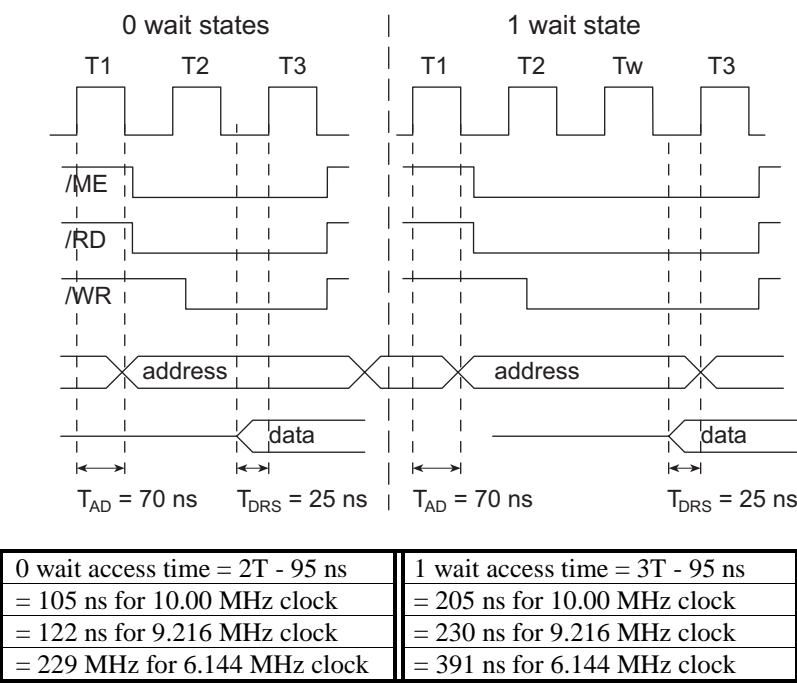 0 wait states 1 wait state
T1 T2 T3 T1 T2 Tw T3
/ME
/RD
/WR
address address
data data
TAD = 70 ns TDRS = 25 ns TAD = 70 ns TDRS = 25 ns
0 wait access time = 2T - 95 ns 1 wait access time = 3T - 95 ns
= 105 ns for 10.00 MHz clock = 205 ns for 10.00 MHz clock
= 122 ns for 9.216 MHz clock = 230 ns for 9.216 MHz clock
= 229 MHz for 6.144 MHz clock = 391 ns for 6.144 MHz clock